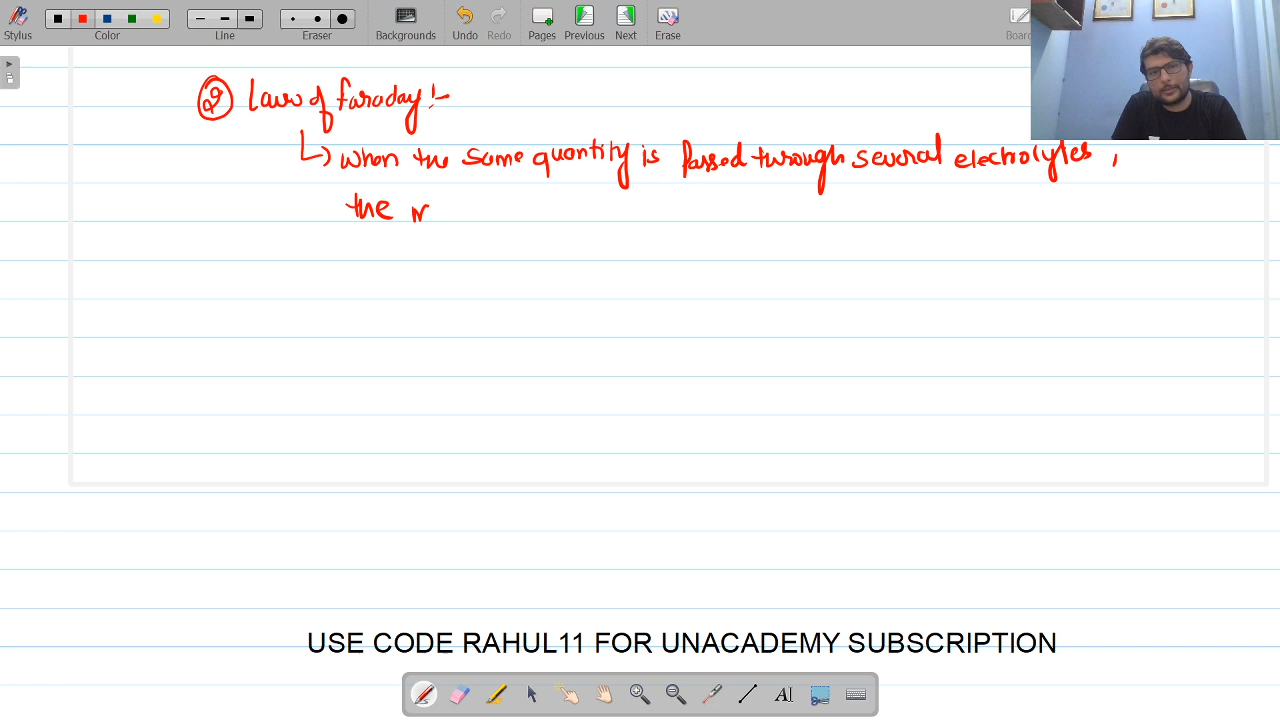 Stylus
Color
Line
Eraser
Backgrounds
Undo
Redo
Pages
Previous
Next
Erase
Board
② Law of faraday :-
↳ when the same quantity is Passed through several electrolytes ,
the
USE CODE RAHUL11 FOR UNACADEMY SUBSCRIPTION